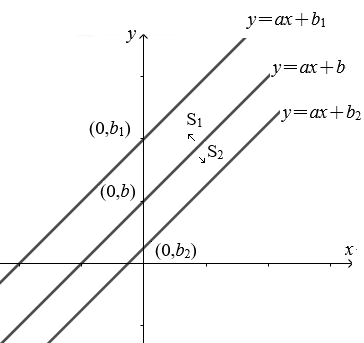 y=ax+b₁
y
y=ax+b
y=ax+b₂
S₁
(0,b₁)
S₂
(0,b)
(0,b₂)
x